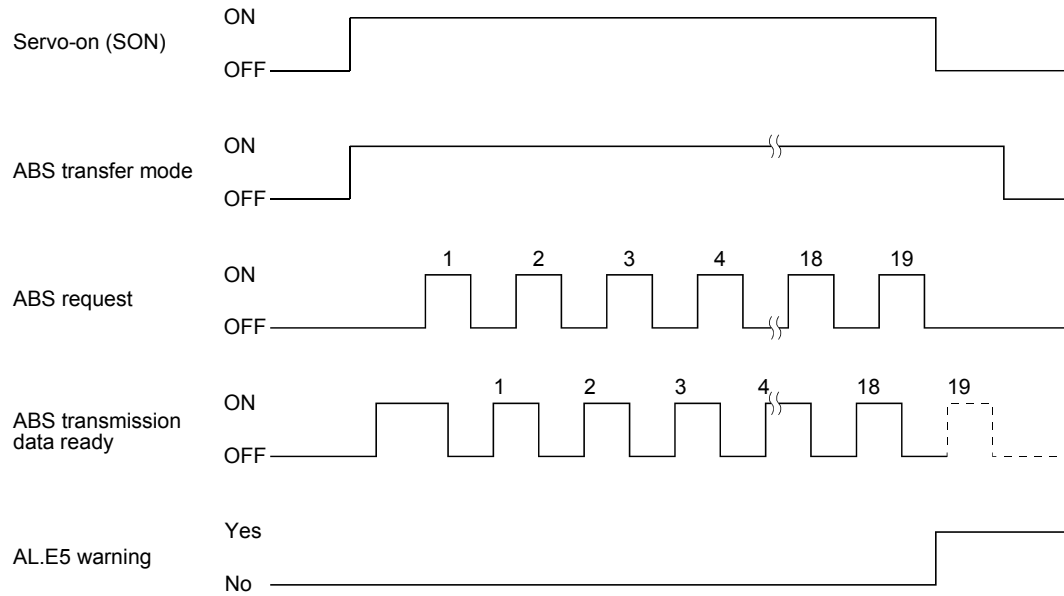 ON
Servo-on (SON)
OFF
ON
ABS transfer mode
OFF
1 2 3 4 18 19
ON
ABS request
OFF
1 2 3 4 18 19
ON
ABS transmission
data ready
OFF
Yes
AL.E5 warning
No